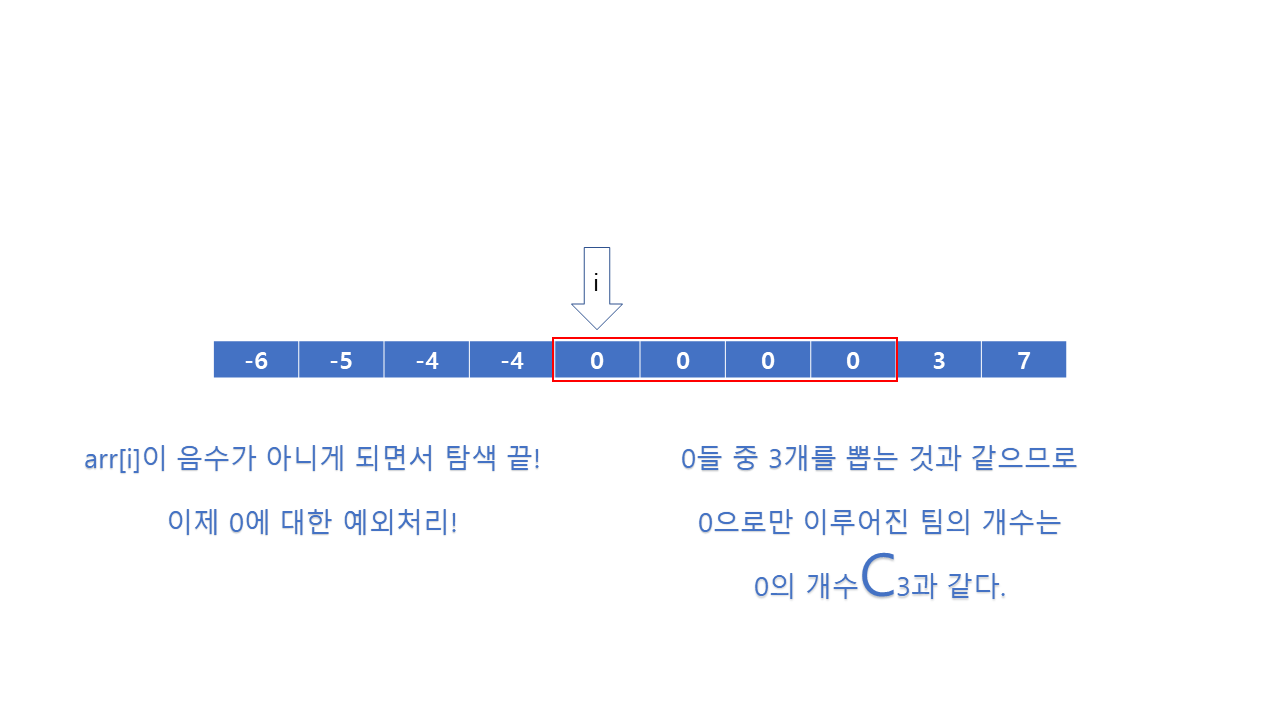 i
-6 -5 -4 -4 0 0 0 0 3 7
arr[i]이 음수가 아니게 되면서 탐색 끝!
이제 0에 대한 예외처리!
0들 중 3개를 뽑는 것과 같으므로
0으로만 이루어진 팀의 개수는
0의 개수C3과 같다.